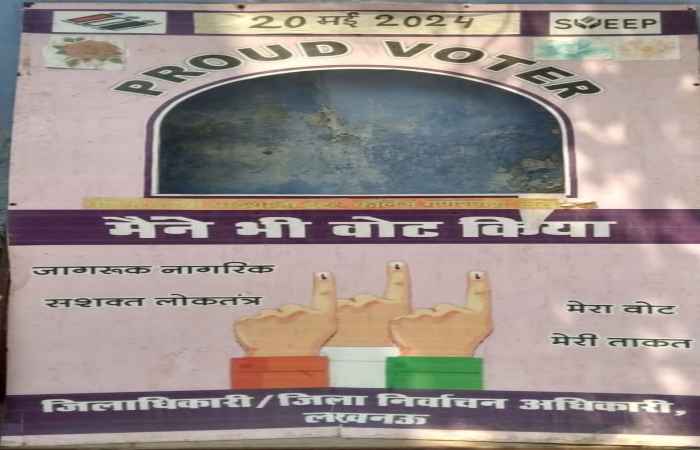 20 मई 2024
SVEEP
PROUD VOTER
मैने भी वोट किया
जागरूक नागरिक
सशक्त लोकतंत्र
मेरा वोट
मेरी ताकत
जिलाधिकारी/जिला निर्वाचन अधिकारी,
लखनऊ